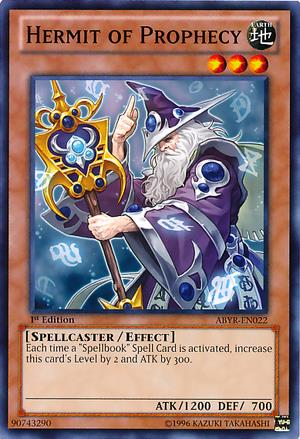 HERMIT OF PROPHECY
EARTH
地
1st Edition
ABYR-EN022
[SPELLCASTER / EFFECT]
Each time a "Spellbook" Spell Card is activated, increase
this card's Level by 2 and ATK by 300.
ATK/1200 DEF/ 700
90743290
©1996 KAZUKI TAKAHASHI